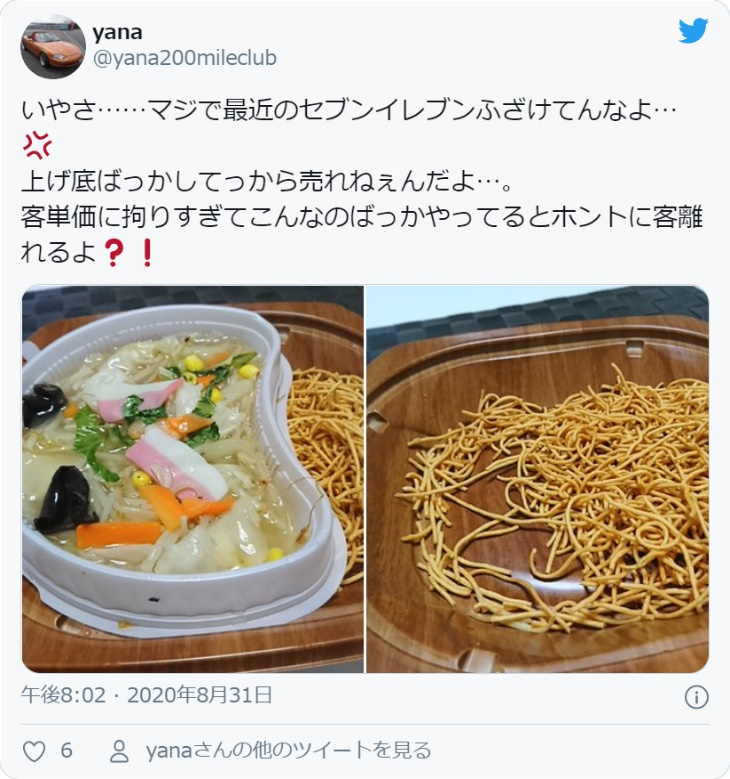 yana
@yana200mileclub
いやさ……マジで最近のセブンイレブンふざけてんなよ…
💢
上げ底ばっかしてっから売れねぇんだよ…。
客単価に拘りすぎてこんなのばっかやってるとホントに客離
れるよ❓❗
午後8:02 · 2020年8月31日
6 yanaさんの他のツイートを見る